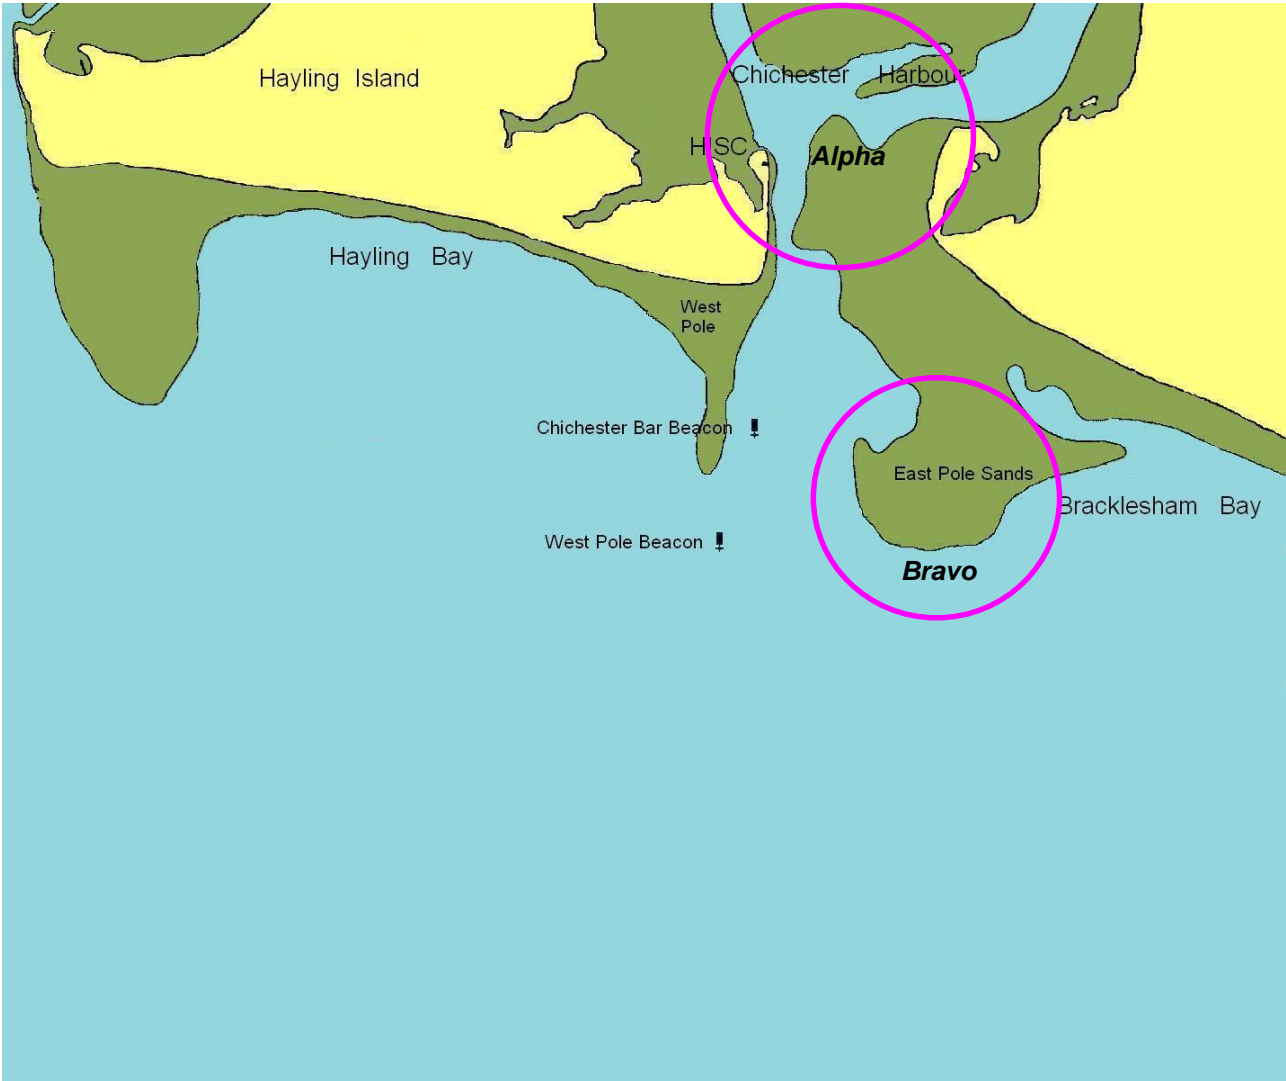 Hayling Island
Chichester Harbour
HISC
Alpha
Hayling Bay
West
Pole
Chichester Bar Beacon
East Pole Sands
Bracklesham Bay
West Pole Beacon
Bravo